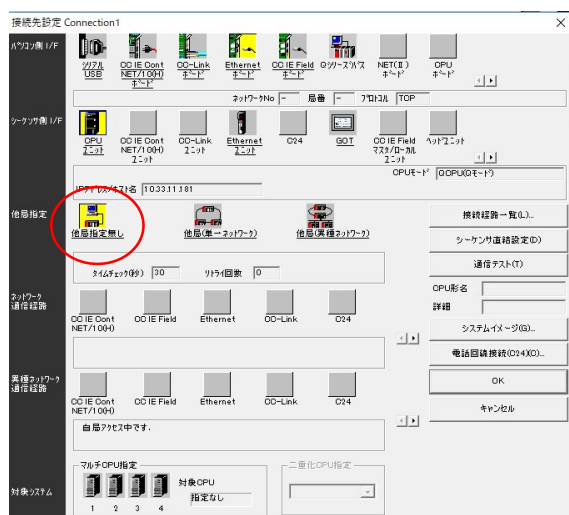 接続先設定 Connection1
パソコン側 I/F
シリアル USB
CC IE Cont NET/10(H) ボード
CC-Link ボード
Ethernet ボード
CC IE Field ボード
Qシリーズバス
NET(II) ボード
CPU ボード
ネットワークNo - 局番 - プロトコル TCP
シーケンサ側 I/F
CPU ユニット
CC IE Cont NET/10(H) ユニット
CC-Link ユニット
Ethernet ユニット
C24
GOT
CC IE Field マスタ/ローカル ユニット
ヘッドユニット
CPUモード QCPU(Qモード)
IPアドレス/ホスト名 10.33.11.181
他局指定
他局指定無し
他局(単一ネットワーク)
他局(異種ネットワーク)
接続経路一覧(L)...
シーケンサ直結設定(D)
通信テスト(T)
タイムチェック(秒) 30 リトライ回数 0
CPU形名
詳細
ネットワーク通信経路
CC IE Cont NET/10(H)
CC IE Field
Ethernet
CC-Link
C24
システムイメージ(G)...
電話回線接続(C24)(O)...
異種ネットワーク通信経路
CC IE Cont NET/10(H)
CC IE Field
Ethernet
CC-Link
C24
OK
キャンセル
自局アクセス中です.
対象システム
マルチCPU指定
1 2 3 4
対象CPU
指定なし
二重化CPU指定